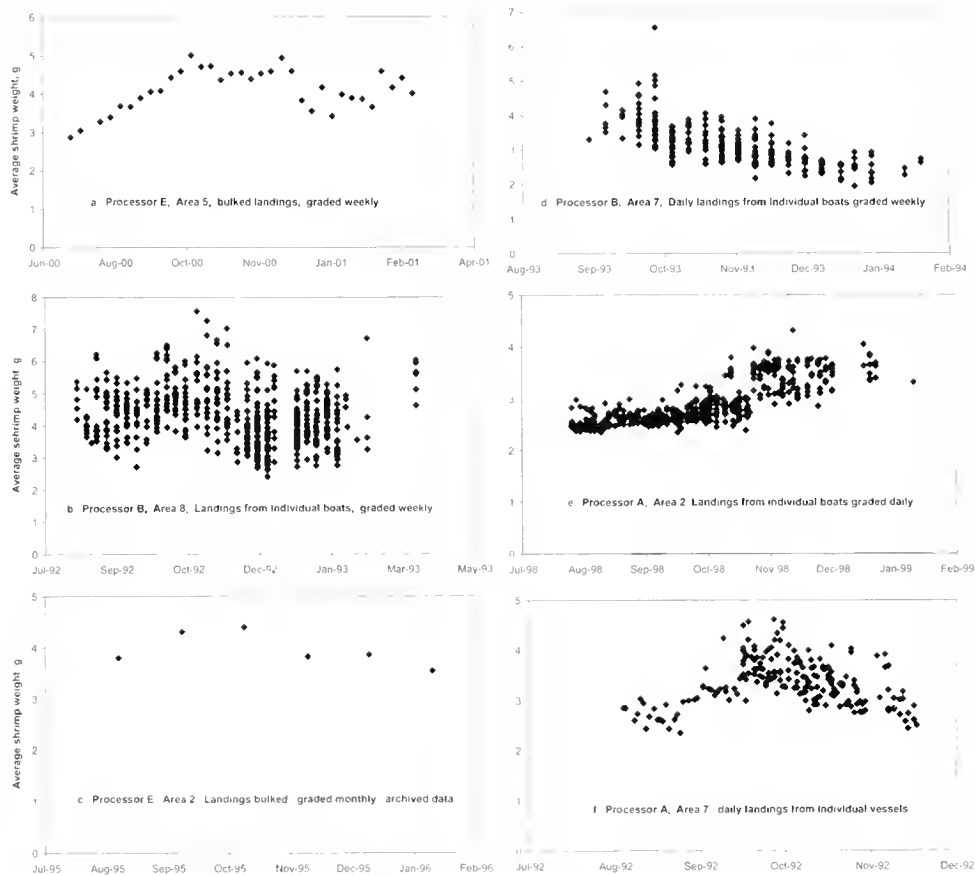 6
5
4
3
2
1
0
Average shrimp weight, g
a Processor E, Area 5, bulked landings, graded weekly
Jun-00 Aug-00 Oct-00 Nov-00 Jan-01 Feb-01 Apr-01
7
6
5
4
2
1
0
d Processor B, Area 7, Daily landings from individual boats graded weekly
Aug-93 Sep-93 Oct-93 Nov-93 Dec-93 Jan-94 Feb-94
8
7
6
5
4
3
2
1
0
Average sehrimp weight g
b Processor B, Area 8, Landings from individual boats, graded weekly
Jul-92 Sep-92 Oct-92 Dec-92 Jan-93 Mar-93 May-93
5
4
3
2
1
0
e Processor A, Area 2 Landings from individual boats graded daily
Jul-98 Aug-98 Sep-98 Oct-98 Nov 98 Dec-98 Jan-99 Feb-99
5
4
3
2
1
0
Average shrimp weight g
c Processor E Area 2 Landings bulked graded monthly archived data
Jul-95 Aug-95 Sep-95 Oct-95 Nov-95 Dec-95 Jan-96 Feb-96
5
4
3
2
1
0
f Processor A, Area 7 daily landings from individual vessels
Jul-92 Aug-92 Sep-92 Oct-92 Nov-92 Dec-92